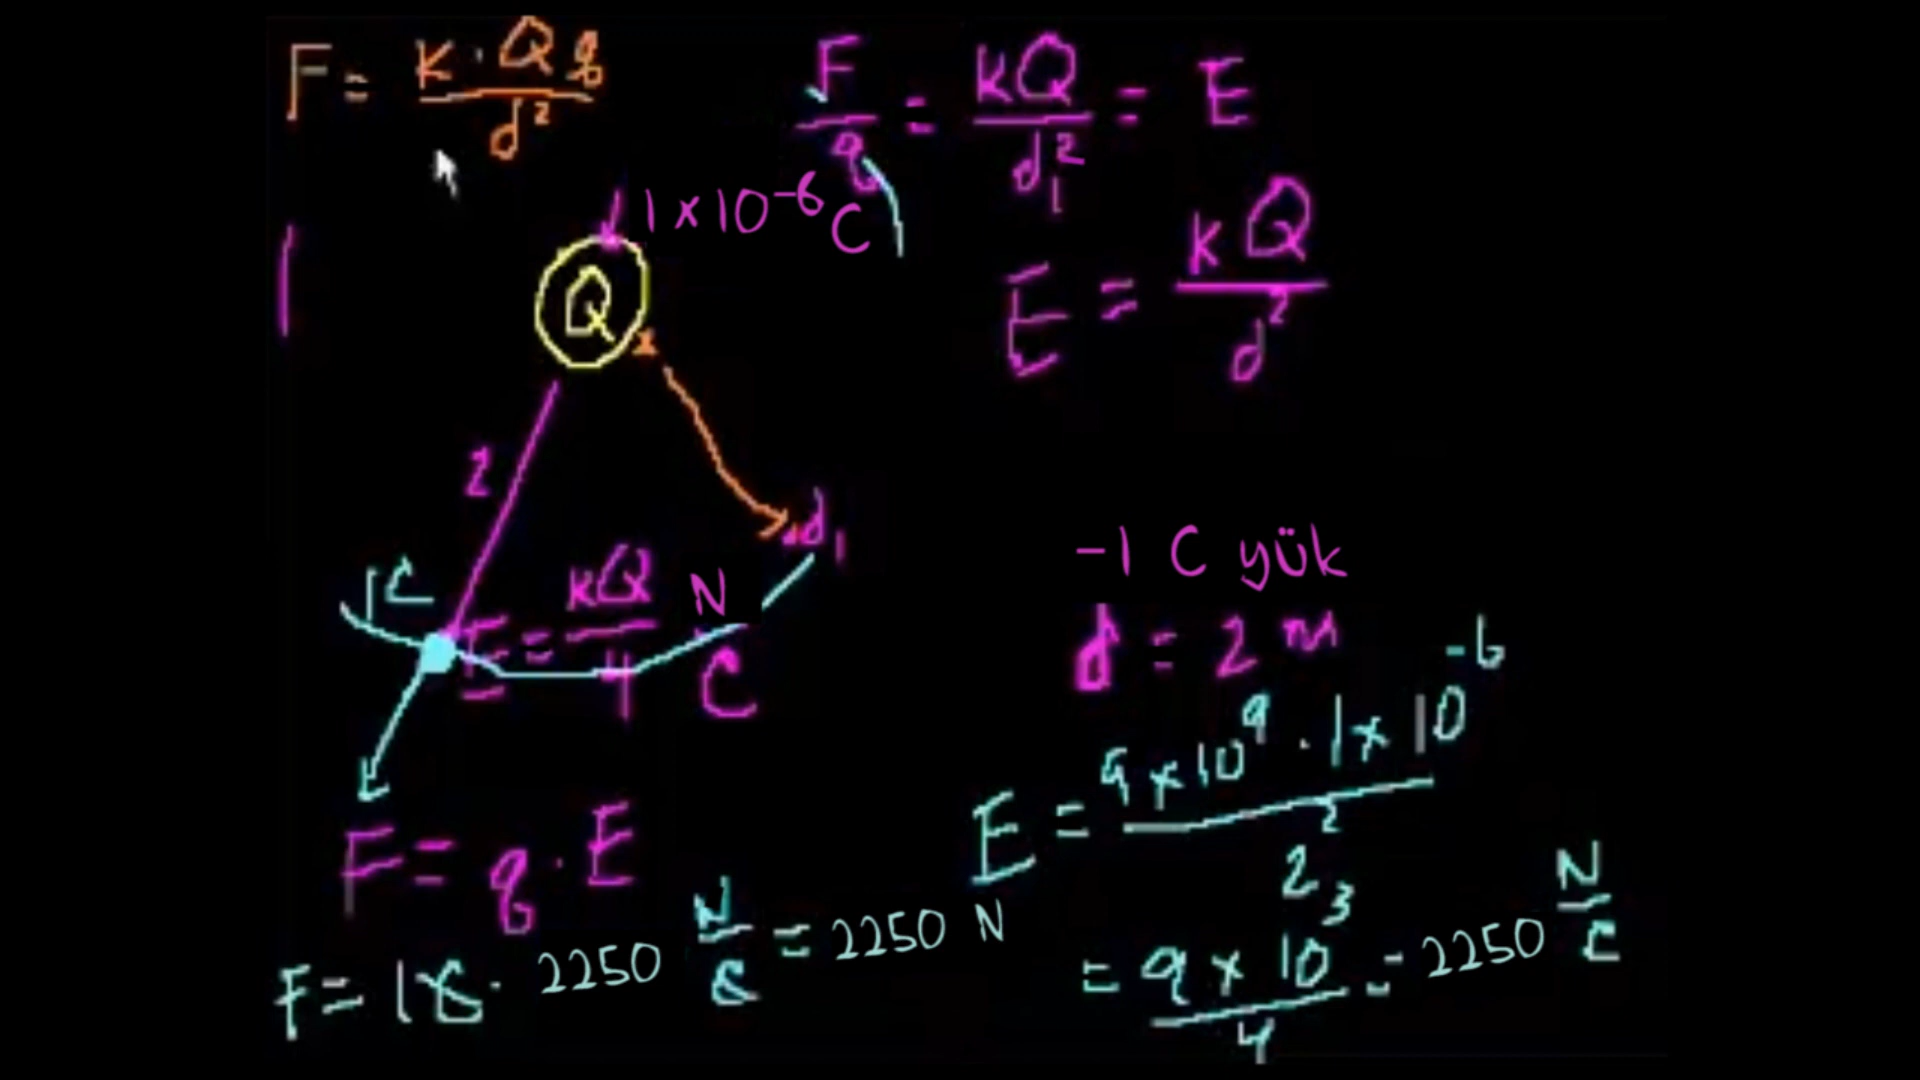 F = k · Q q / d²
F / q = kQ / d₁² = E
1 x 10⁻⁶ C
E = k Q / d²
Q
2
d₁
1C
E = kQ / 4 N / C
-1 C yük
d = 2 m
E = 9 x 10⁹ · 1 x 10⁻⁶ / 2²
F = q · E
= 9 x 10³ / 4 = 2250 N / C
F = 1C · 2250 N / C = 2250 N